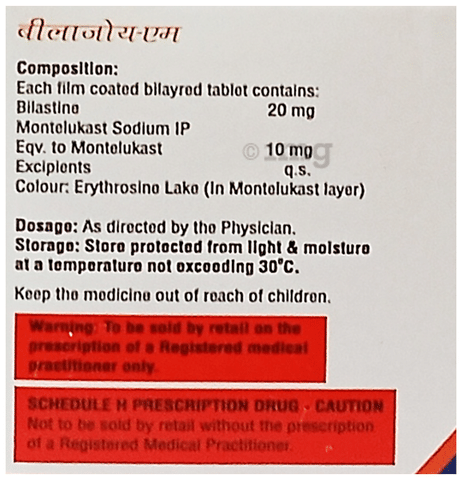 बीलाजोय-एम
Composition:
Each film coated bilayred tablet contains:
Bilastine 20 mg
Montelukast Sodium IP
Eqv. to Montelukast 10 mg
Excipients q.s.
Colour: Erythrosine Lake (In Montelukast layer)
Dosage: As directed by the Physician.
Storage: Store protected from light & moisture
at a temperature not exceeding 30°C.
Keep the medicine out of reach of children.
Warning: To be sold by retail on the
prescription of a Registered medical
practitioner only.
SCHEDULE H PRESCRIPTION DRUG - CAUTION
Not to be sold by retail without the prescription
of a Registered Medical Practitioner.